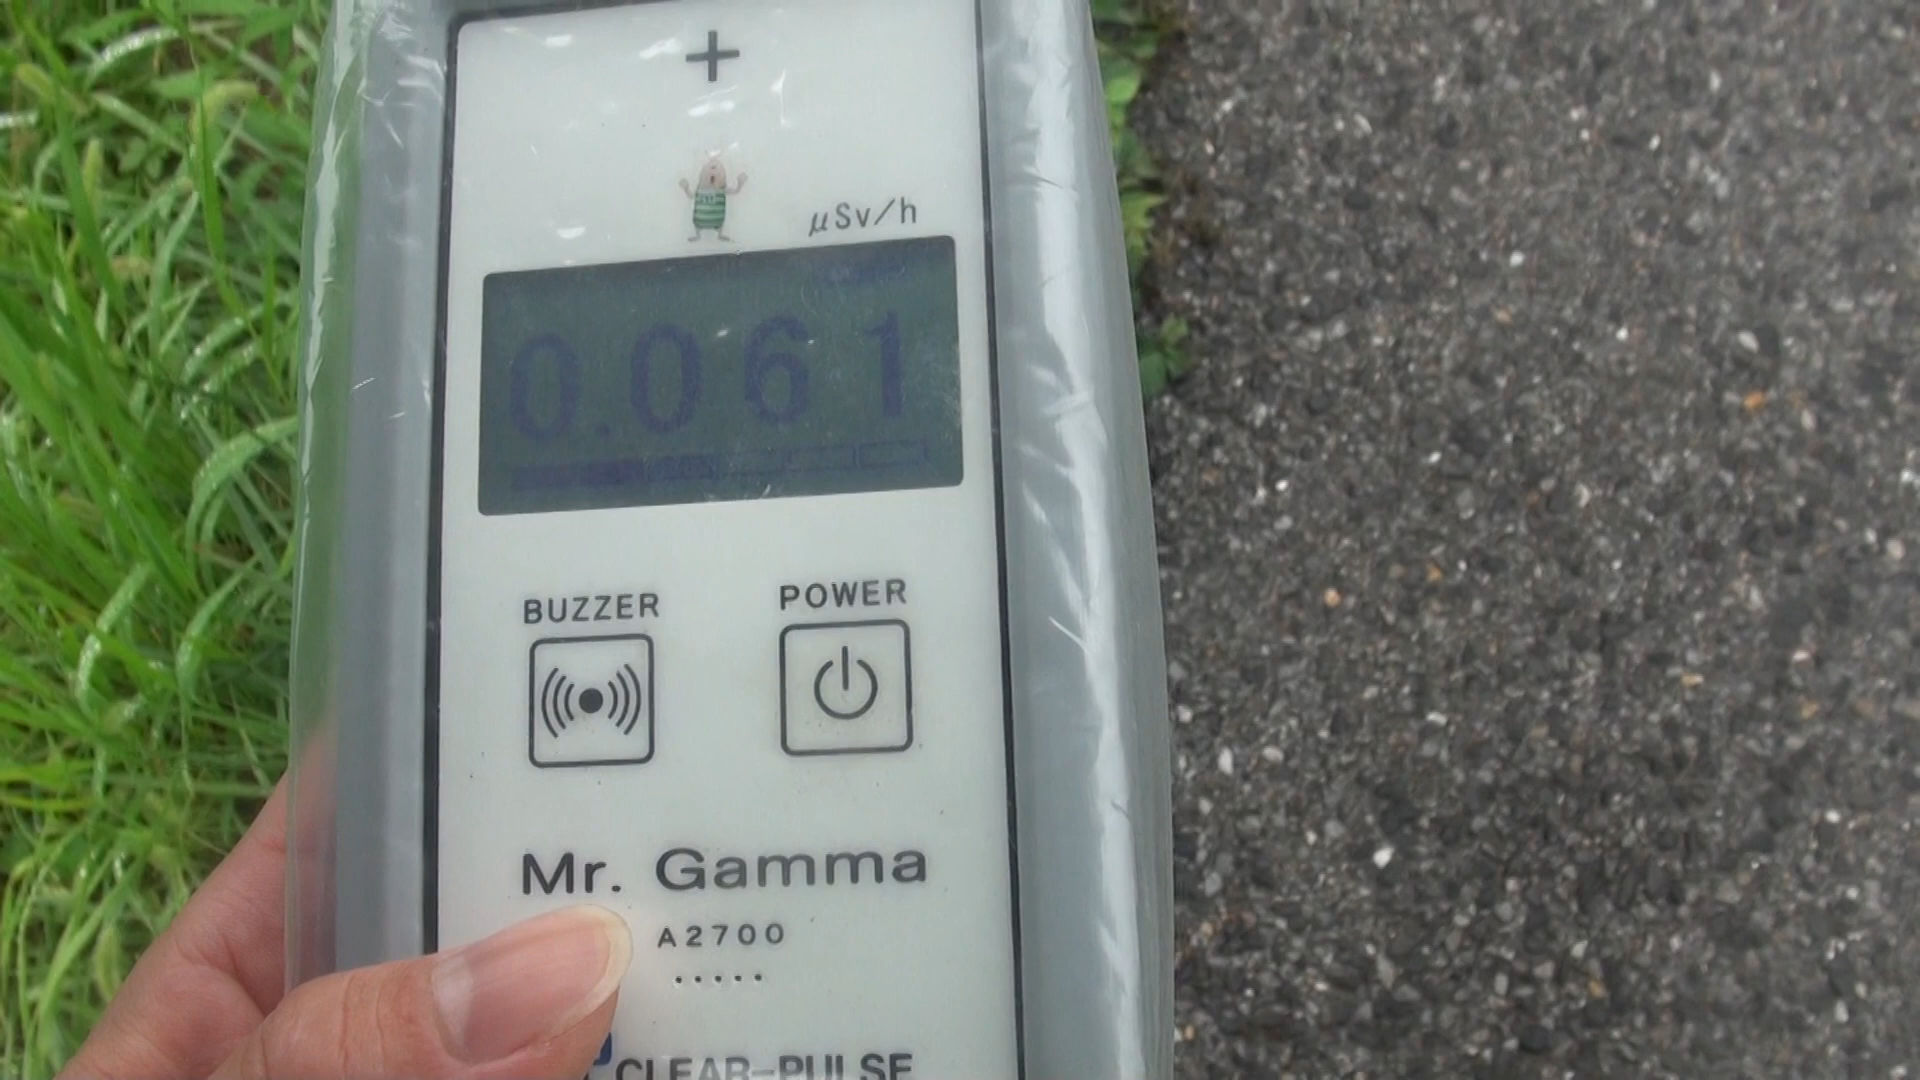 +
μSv/h
0.061
BUZZER POWER
Mr. Gamma
A2700
CLEAR-PULSE